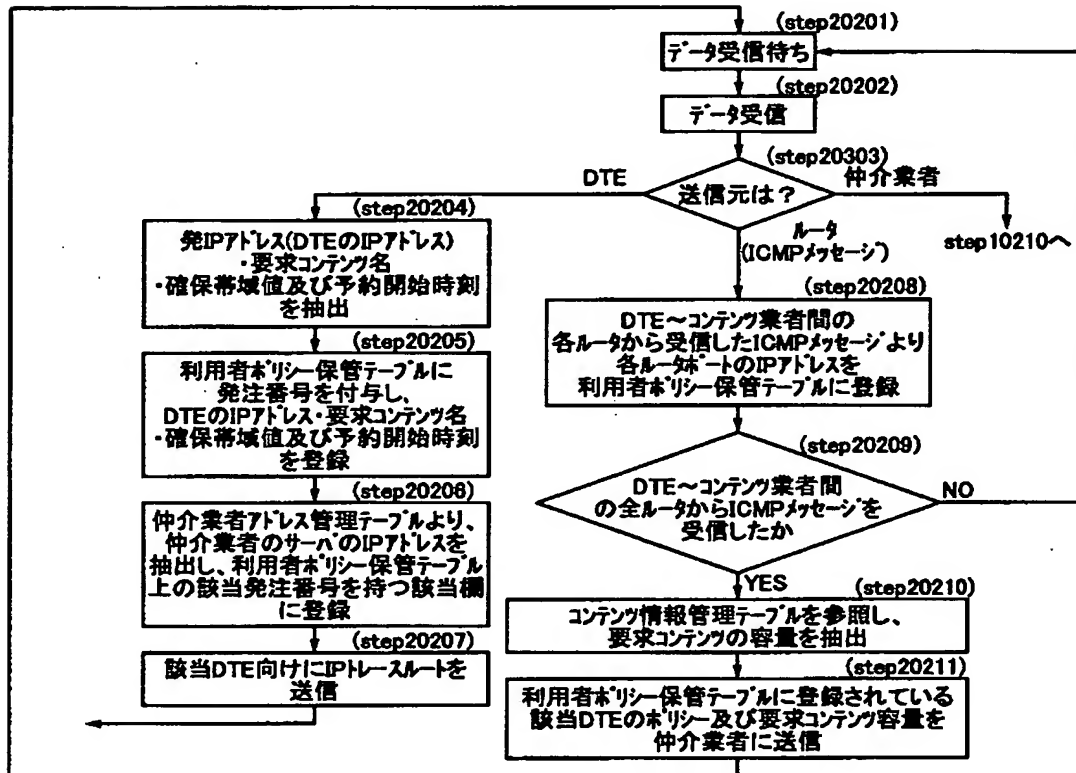 (step20201)
データ受信待ち
(step20202)
データ受信
(step20303)
送信元は?
DTE
仲介業者
step10210へ
ルータ
(ICMPメッセージ)
(step20204)
発IPアドレス(DTEのIPアドレス)
・要求コンテンツ名
・確保帯域値及び予約開始時刻
を抽出
(step20205)
利用者ポリシー保管テーブルに
発注番号を付与し、
DTEのIPアドレス・要求コンテンツ名
・確保帯域値及び予約開始時刻
を登録
(step20206)
仲介業者アドレス管理テーブルより、
仲介業者のサーバのIPアドレスを
抽出し、利用者ポリシー保管テーブル
上の該当発注番号を持つ該当欄
に登録
(step20207)
該当DTE向けにIPトレースルートを
送信
(step20208)
DTE～コンテンツ業者間の
各ルータから受信したICMPメッセージより
各ルータポートのIPアドレスを
利用者ポリシー保管テーブルに登録
(step20209)
DTE～コンテンツ業者間
の全ルータからICMPメッセージを
受信したか
NO
YES
(step20210)
コンテンツ情報管理テーブルを参照し、
要求コンテンツの容量を抽出
(step20211)
利用者ポリシー保管テーブルに登録されている
該当DTEのポリシー及び要求コンテンツ容量を
仲介業者に送信